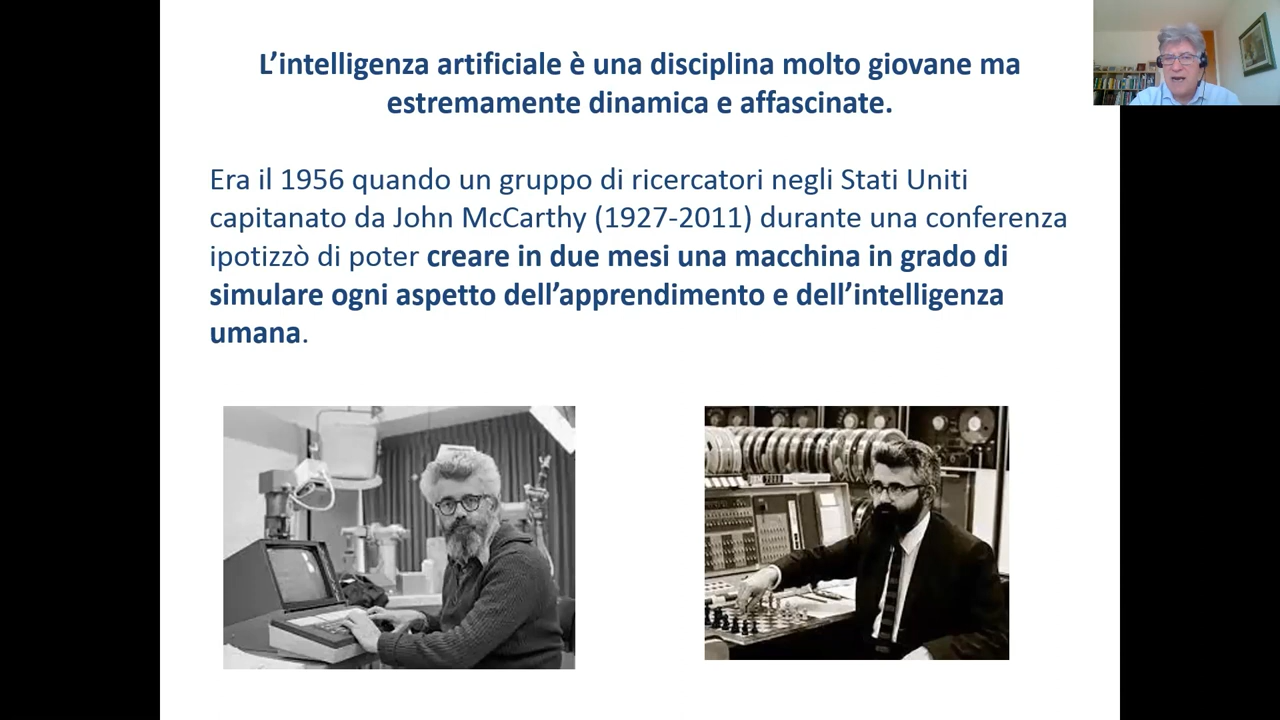 L’intelligenza artificiale è una disciplina molto giovane ma
estremamente dinamica e affascinate.
Era il 1956 quando un gruppo di ricercatori negli Stati Uniti
capitanato da John McCarthy (1927-2011) durante una conferenza
ipotizzò di poter creare in due mesi una macchina in grado di
simulare ogni aspetto dell’apprendimento e dell’intelligenza
umana.